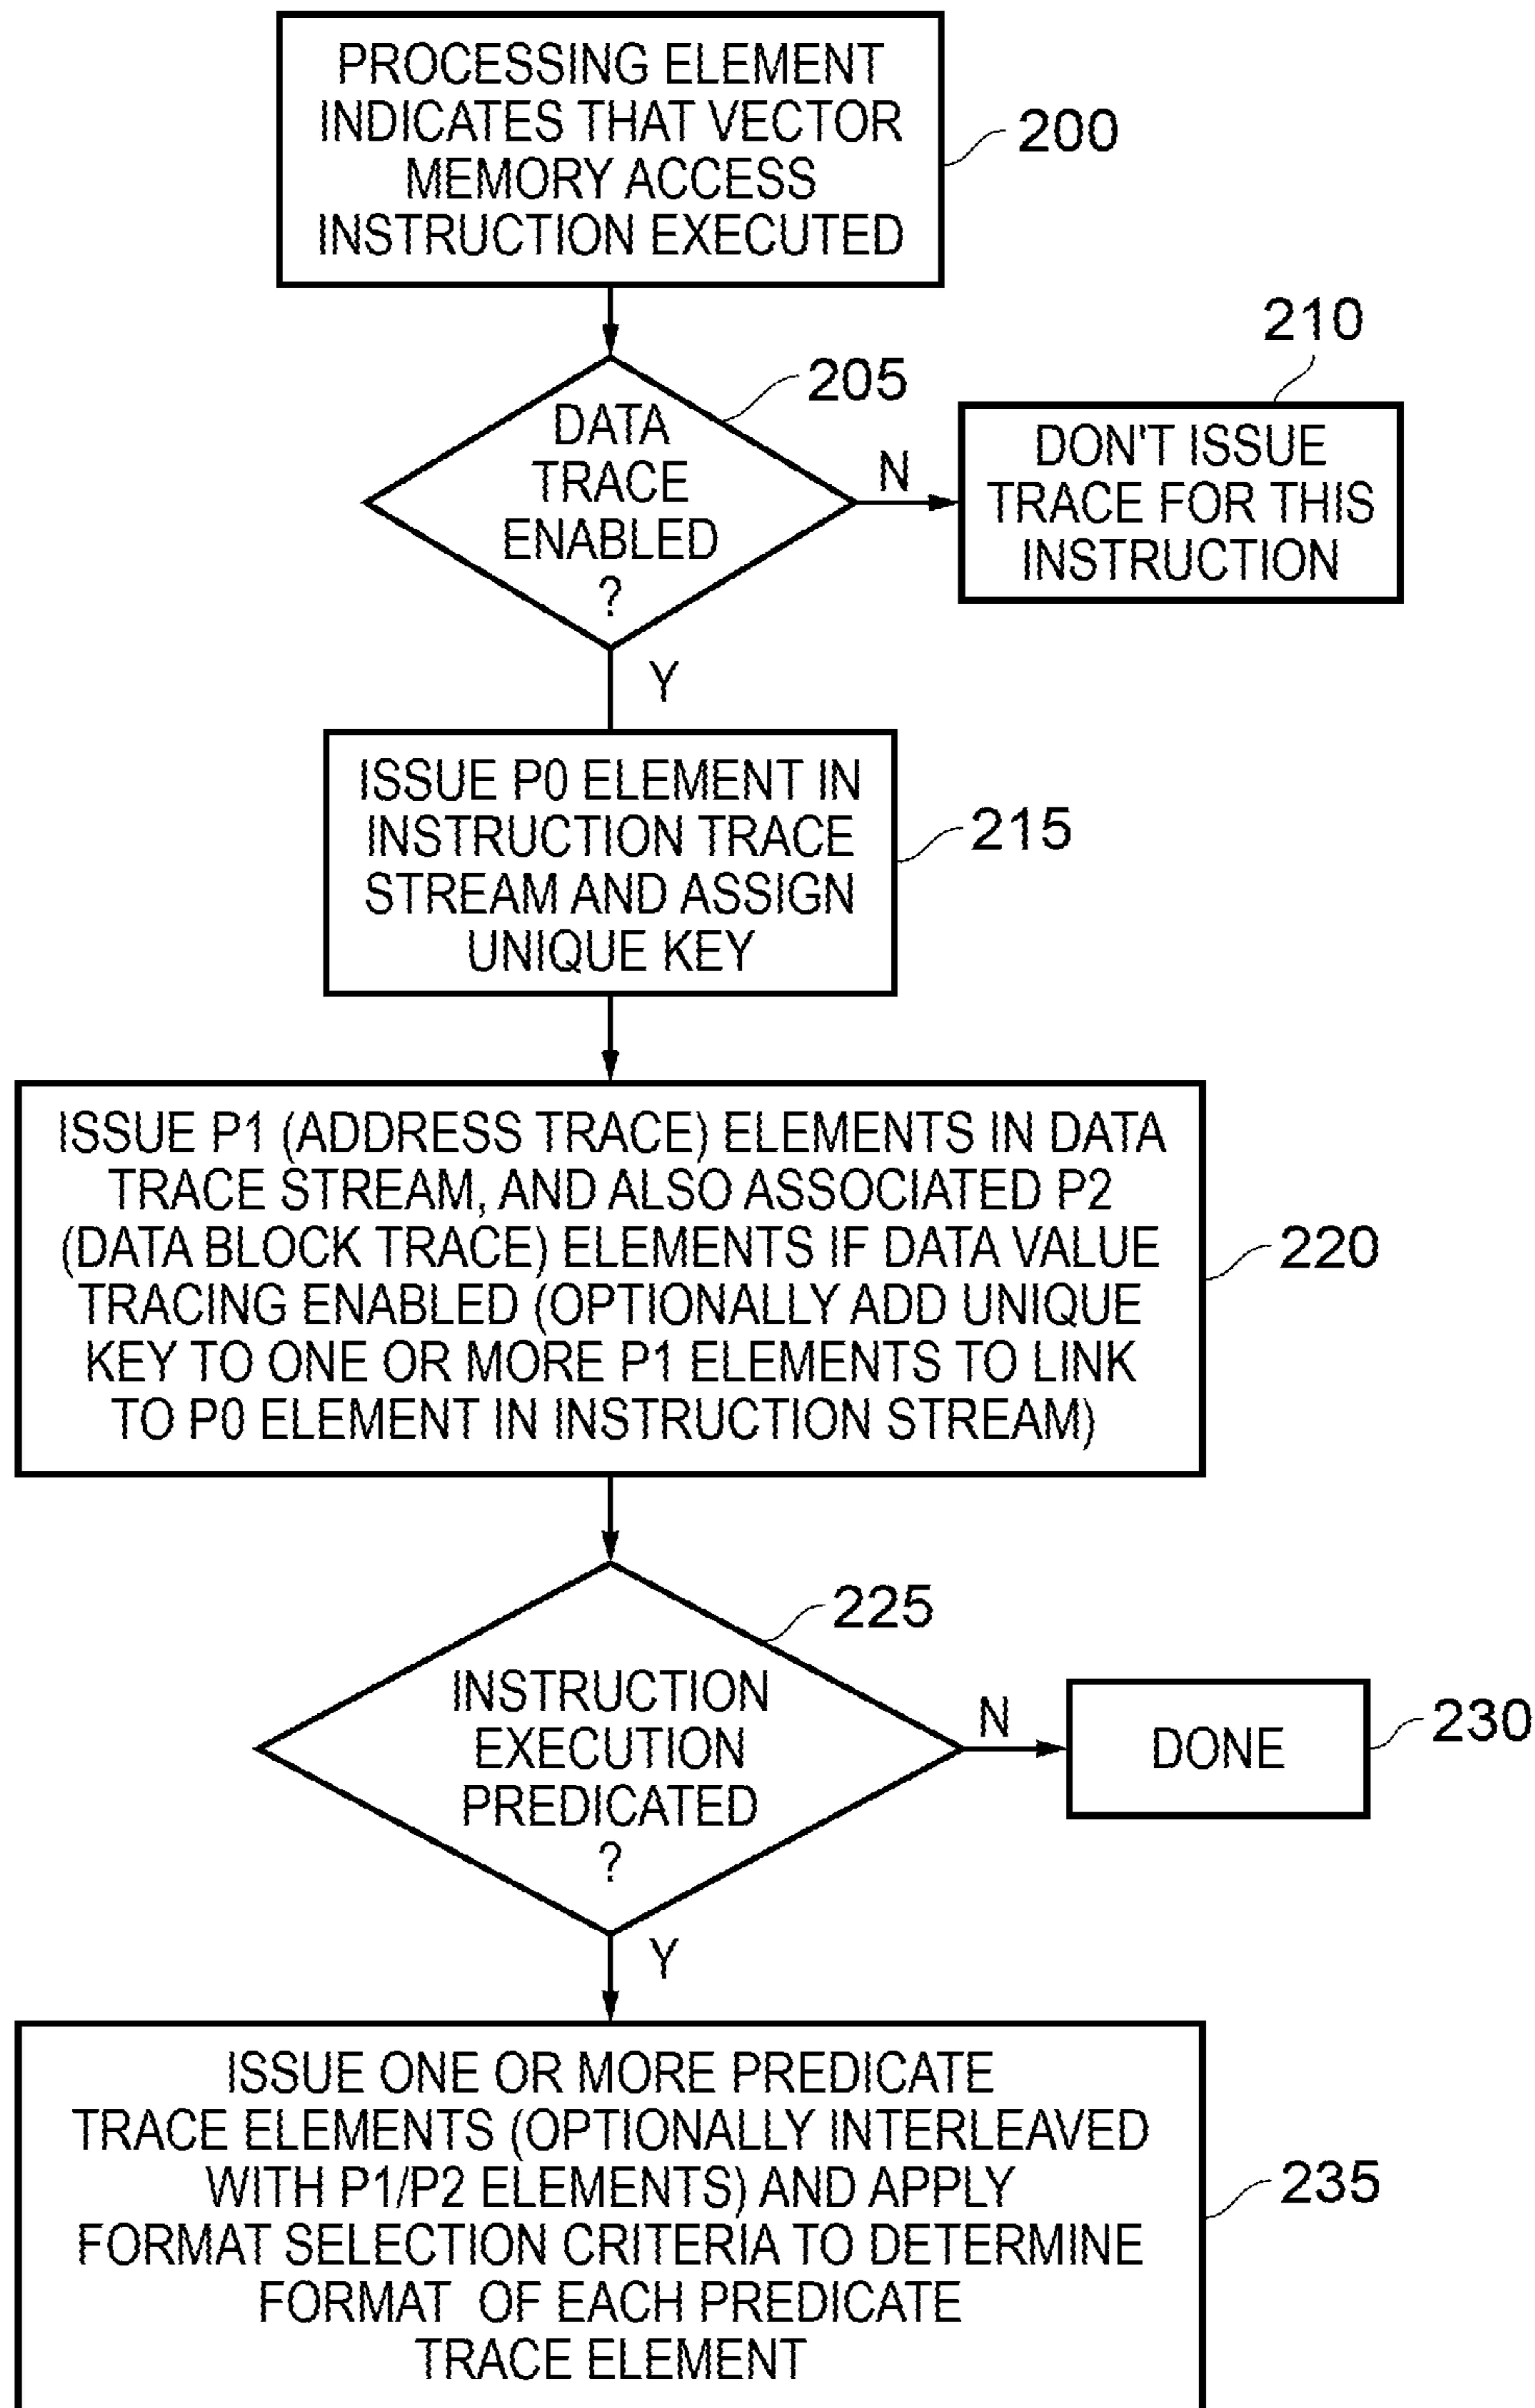 PROCESSING ELEMENT
INDICATES THAT VECTOR
MEMORY ACCESS
INSTRUCTION EXECUTED
200
205
DATA
TRACE
ENABLED
?
N
210
DON'T ISSUE
TRACE FOR THIS
INSTRUCTION
Y
ISSUE P0 ELEMENT IN
INSTRUCTION TRACE
STREAM AND ASSIGN
UNIQUE KEY
215
ISSUE P1 (ADDRESS TRACE) ELEMENTS IN DATA
TRACE STREAM, AND ALSO ASSOCIATED P2
(DATA BLOCK TRACE) ELEMENTS IF DATA VALUE
TRACING ENABLED (OPTIONALLY ADD UNIQUE
KEY TO ONE OR MORE P1 ELEMENTS TO LINK
TO P0 ELEMENT IN INSTRUCTION STREAM)
220
225
INSTRUCTION
EXECUTION
PREDICATED
?
N
DONE
230
Y
ISSUE ONE OR MORE PREDICATE
TRACE ELEMENTS (OPTIONALLY INTERLEAVED
WITH P1/P2 ELEMENTS) AND APPLY
FORMAT SELECTION CRITERIA TO DETERMINE
FORMAT OF EACH PREDICATE
TRACE ELEMENT
235